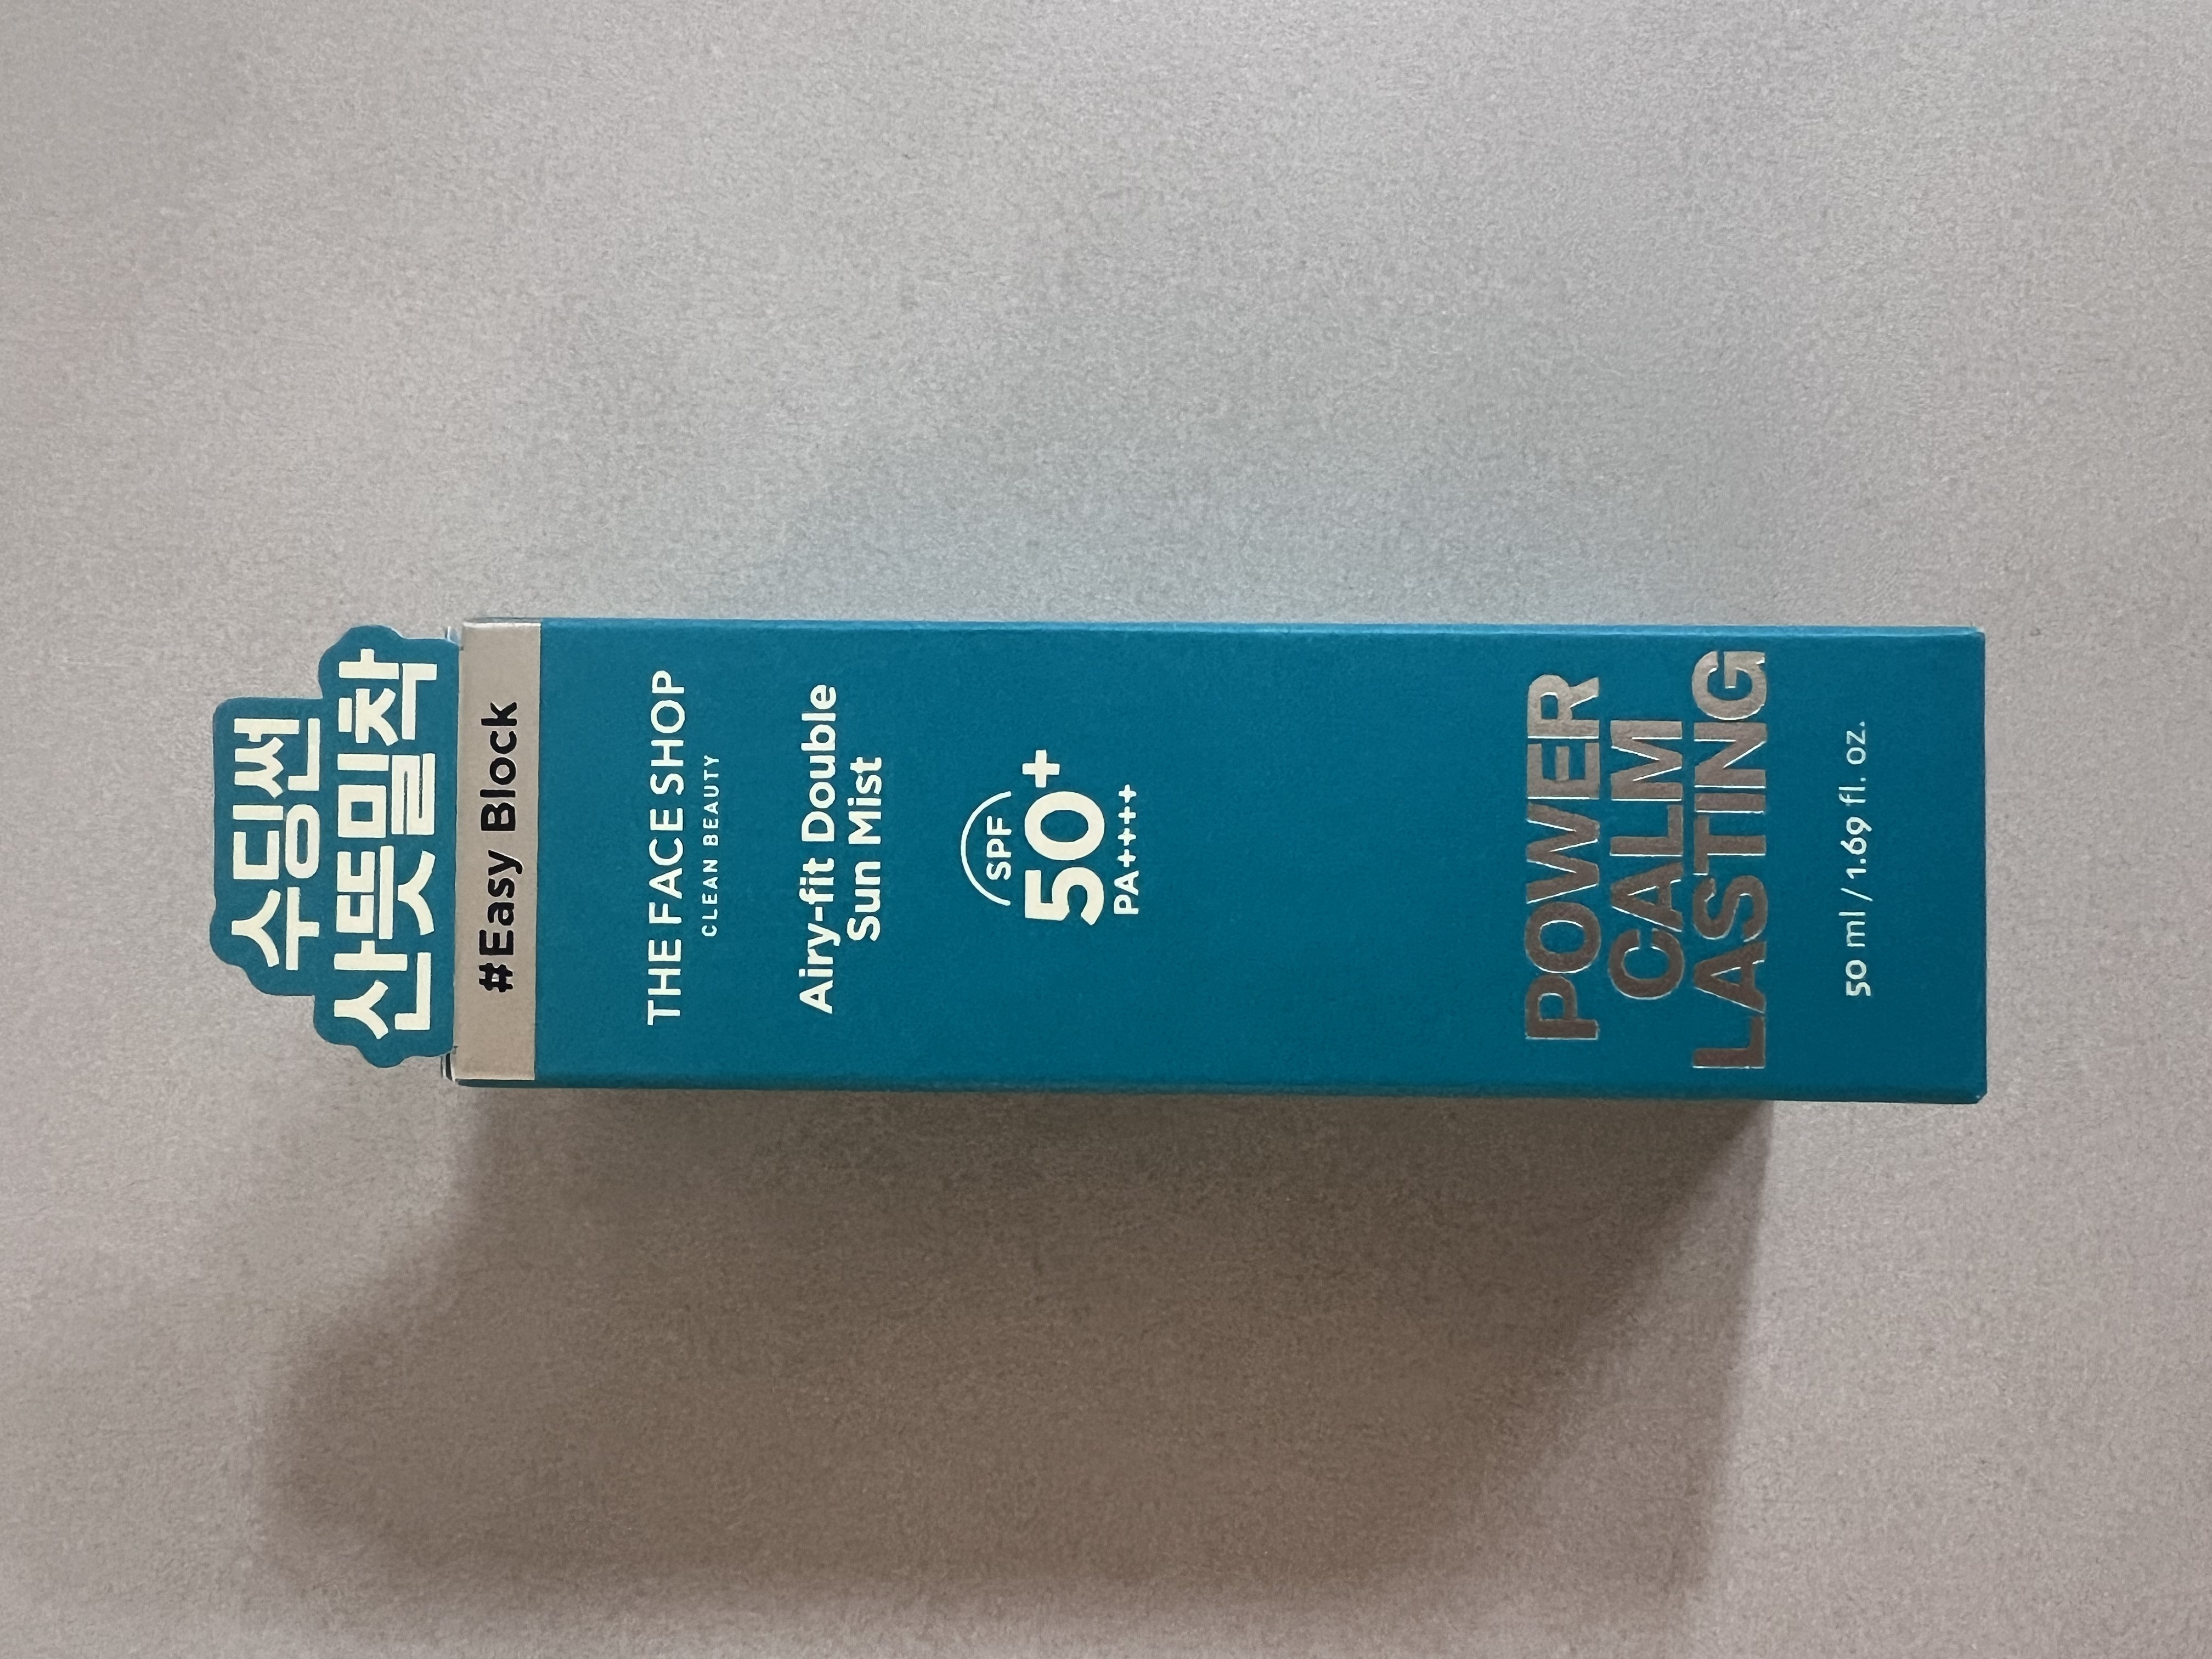 수딩썬
산뜻밀착
#Easy Block
THE FACE SHOP
CLEAN BEAUTY
Airy-fit Double
Sun Mist
SPF
50+
PA++++
POWER
CALM
LASTING
50 ml / 1.69 fl. oz.